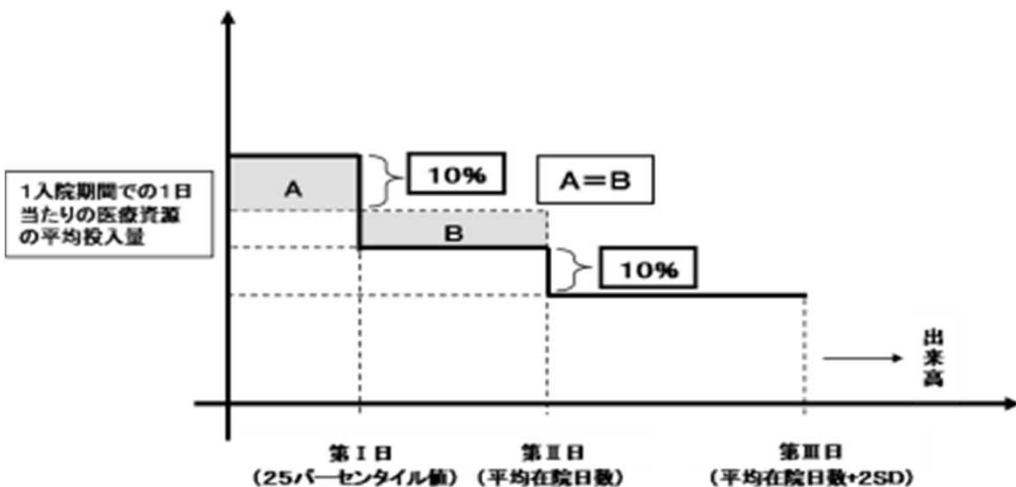 1入院期間での1日
当たりの医療資源
の平均投入量
A
10%
A=B
B
10%
出
来
高
第Ⅰ日
(25パーセンタイル値)
第Ⅱ日
(平均在院日数)
第Ⅲ日
(平均在院日数+2SD)